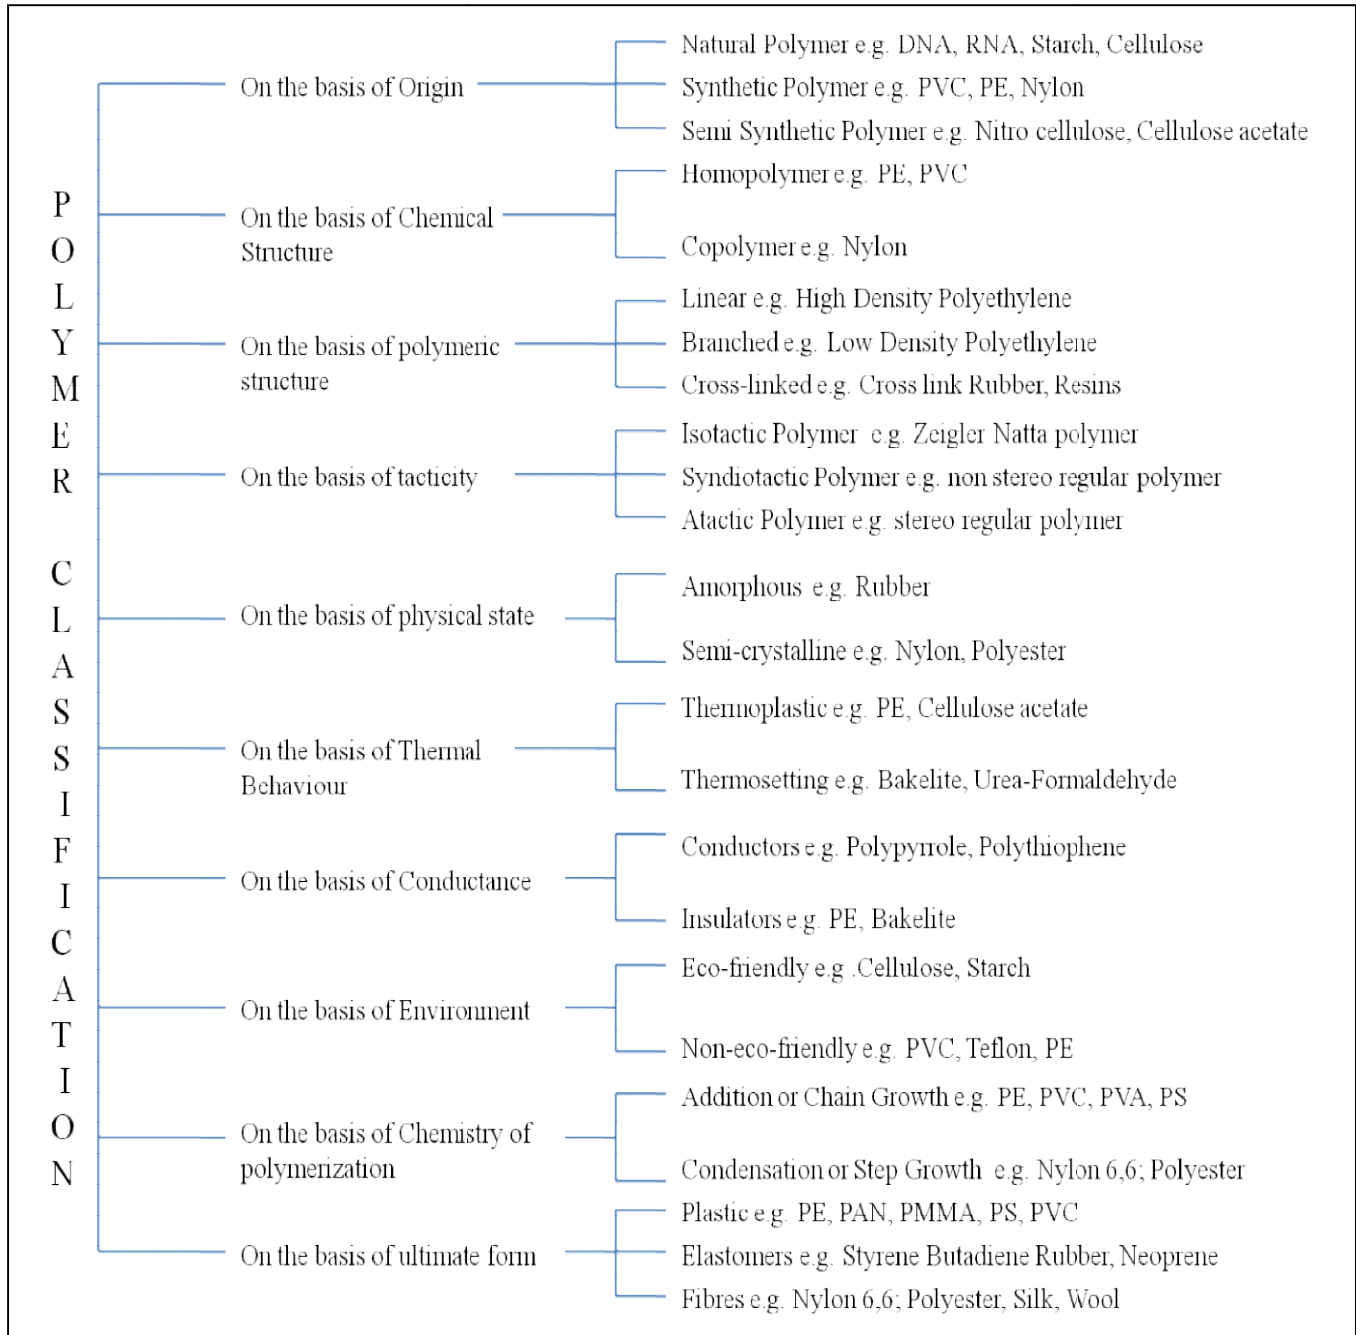 POLYMER CLASSIFICATION
On the basis of Origin
Natural Polymer e.g. DNA, RNA, Starch, Cellulose
Synthetic Polymer e.g. PVC, PE, Nylon
Semi Synthetic Polymer e.g. Nitro cellulose, Cellulose acetate
On the basis of Chemical
Structure
Homopolymer e.g. PE, PVC
Copolymer e.g. Nylon
On the basis of polymeric
structure
Linear e.g. High Density Polyethylene
Branched e.g. Low Density Polyethylene
Cross-linked e.g. Cross link Rubber, Resins
On the basis of tacticity
Isotactic Polymer e.g. Zeigler Natta polymer
Syndiotactic Polymer e.g. non stereo regular polymer
Atactic Polymer e.g. stereo regular polymer
On the basis of physical state
Amorphous e.g. Rubber
Semi-crystalline e.g. Nylon, Polyester
On the basis of Thermal
Behaviour
Thermoplastic e.g. PE, Cellulose acetate
Thermosetting e.g. Bakelite, Urea-Formaldehyde
On the basis of Conductance
Conductors e.g. Polypyrrole, Polythiophene
Insulators e.g. PE, Bakelite
On the basis of Environment
Eco-friendly e.g .Cellulose, Starch
Non-eco-friendly e.g. PVC, Teflon, PE
On the basis of Chemistry of
polymerization
Addition or Chain Growth e.g. PE, PVC, PVA, PS
Condensation or Step Growth e.g. Nylon 6,6; Polyester
On the basis of ultimate form
Plastic e.g. PE, PAN, PMMA, PS, PVC
Elastomers e.g. Styrene Butadiene Rubber, Neoprene
Fibres e.g. Nylon 6,6; Polyester, Silk, Wool